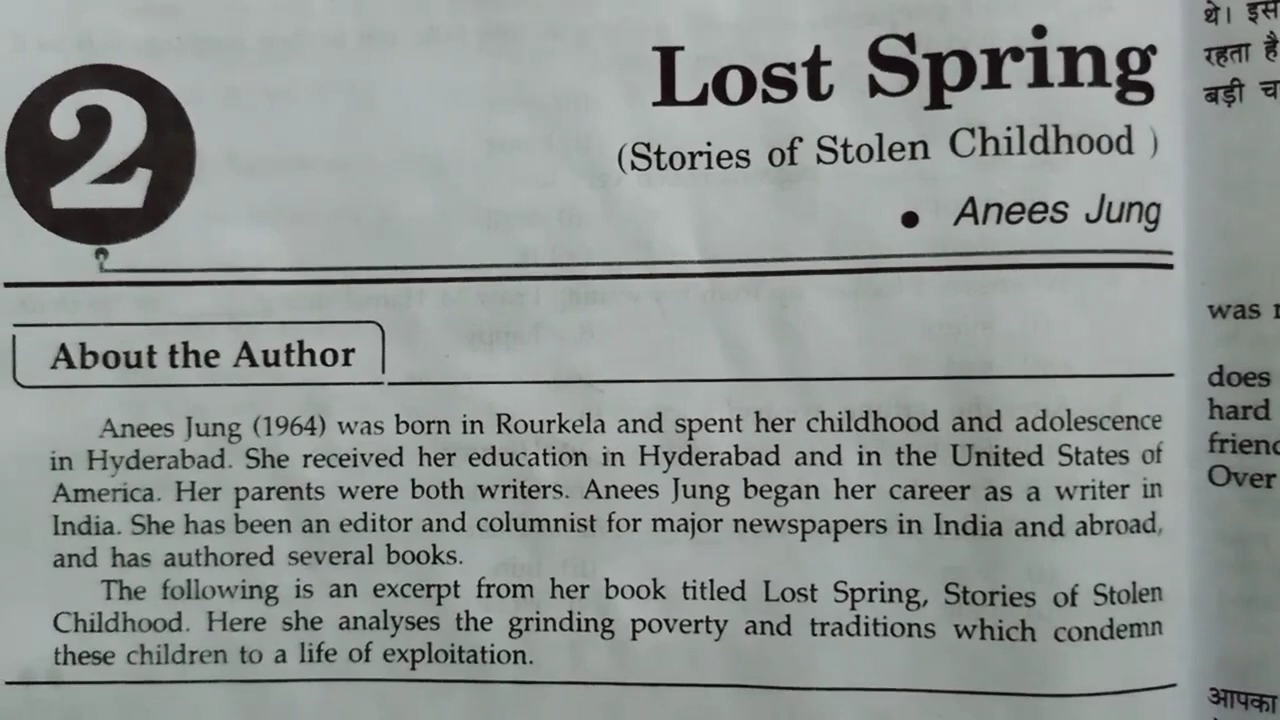 2
Lost Spring
(Stories of Stolen Childhood )
• Anees Jung
About the Author
Anees Jung (1964) was born in Rourkela and spent her childhood and adolescence
in Hyderabad. She received her education in Hyderabad and in the United States of
America. Her parents were both writers. Anees Jung began her career as a writer in
India. She has been an editor and columnist for major newspapers in India and abroad,
and has authored several books.
The following is an excerpt from her book titled Lost Spring, Stories of Stolen
Childhood. Here she analyses the grinding poverty and traditions which condemn
these children to a life of exploitation.
थे। इस
रहता है
बड़ी
was
does
hard
Over
आपका